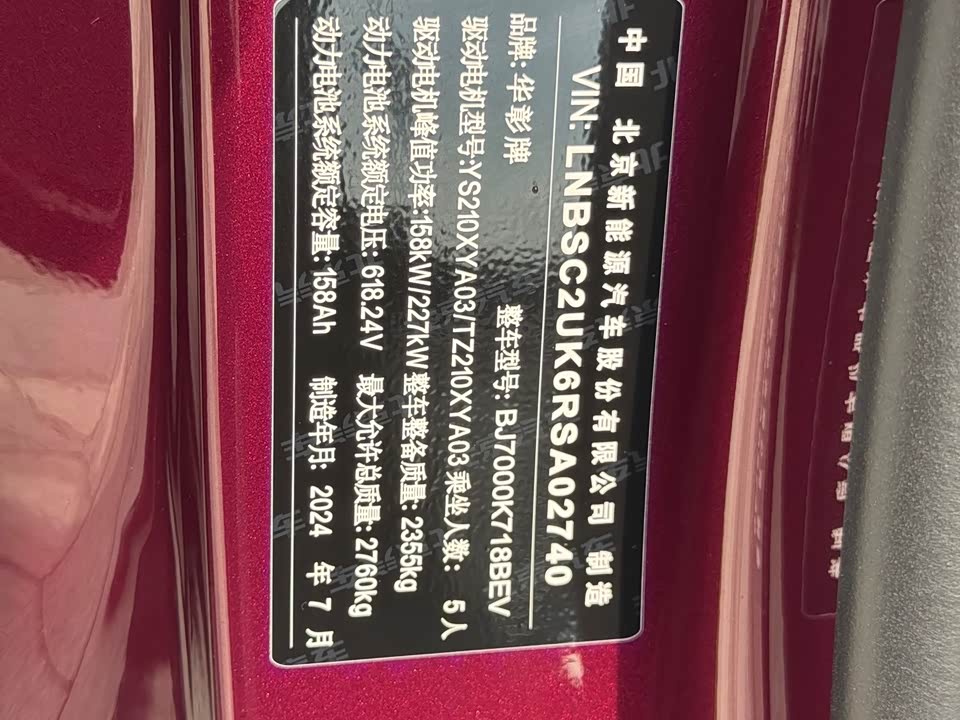 中国 北京新能源汽车股份有限公司 制造
VIN: LNBSC2UK6RSA02740
品牌: 华彰牌 整车型号: BJ7000K718BEV
驱动电机型号:YS210XYA03/TZ210XYA03 乘坐人数: 5人
驱动电机峰值功率:158kW/227kW 整车整备质量: 2355kg
动力电池系统额定电压: 618.24V 最大允许总质量: 2760kg
动力电池系统额定容量: 158Ah 制造年月: 2024 年 7 月